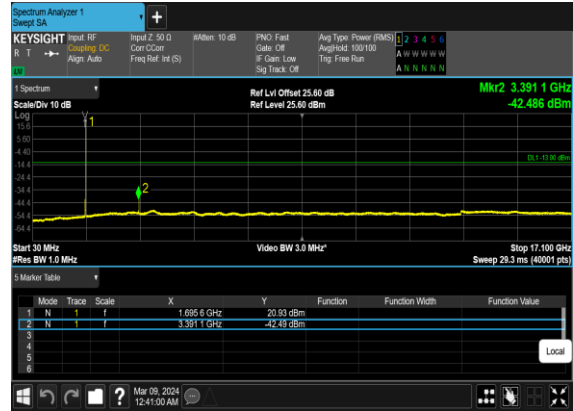 Spectrum Analyzer 1
Swept SA
+
KEYSIGHT Input: RF Input Z: 50 Ω #Atten: 10 dB PNO: Fast Avg Type: Power (RMS) 1 2 3 4 5 6
R T Coupling: DC Corr CCorr Gate: Off Avg|Hold: 100/100 A W W W W W
Align: Auto Freq Ref: Int (S) IF Gain: Low Trig: Free Run
Sig Track: Off A N N N N N
1 Spectrum Ref Lvl Offset 25.60 dB Mkr2 3.391 1 GHz
Scale/Div 10 dB Ref Level 25.60 dBm -42.486 dBm
Log
15.6
1
5.60
-4.40
DL1 -13.00 dBm
-14.4
-24.4
-34.4
2
-44.4
-54.4
-64.4
Start 30 MHz Video BW 3.0 MHz* Stop 17.100 GHz
#Res BW 1.0 MHz Sweep 29.3 ms (40001 pts)
5 Marker Table
Mode Trace Scale X Y Function Function Width Function Value
1 N 1 f 1.695 6 GHz 20.93 dBm
2 N 1 f 3.391 1 GHz -42.49 dBm
3
4
5
6
Local
? Mar 09, 2024
12:41:00 AM